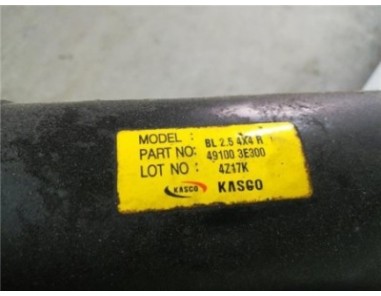 MODEL : BL 2.5 4X4 R
PART NO: 49100 3E300
LOT NO : 4Z17K
KASCO KASCO